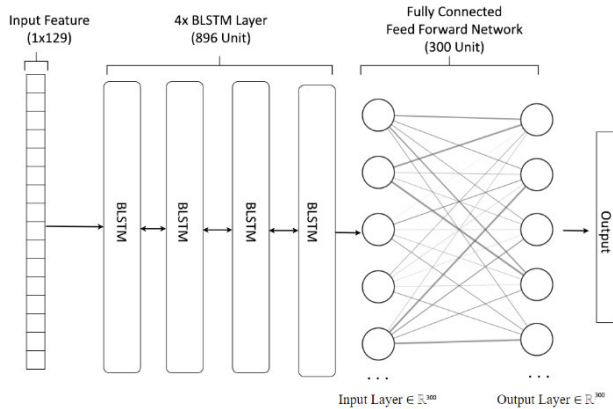 Input Feature
(1x129)
4x BLSTM Layer
(896 Unit)
Fully Connected
Feed Forward Network
(300 Unit)
BLSTM
BLSTM
BLSTM
BLSTM
Output
. . .
. . .
Input Layer ∈ ℝ³⁰⁰
Output Layer ∈ ℝ³⁰⁰